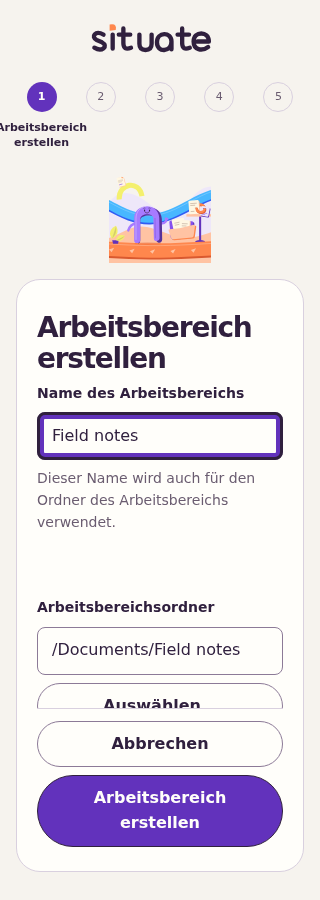 situate
1
2
3
4
5
Arbeitsbereich
erstellen
Arbeitsbereich
erstellen
Name des Arbeitsbereichs
Field notes
Dieser Name wird auch für den
Ordner des Arbeitsbereichs
verwendet.
Arbeitsbereichsordner
/Documents/Field notes
Auswählen
Abbrechen
Arbeitsbereich
erstellen